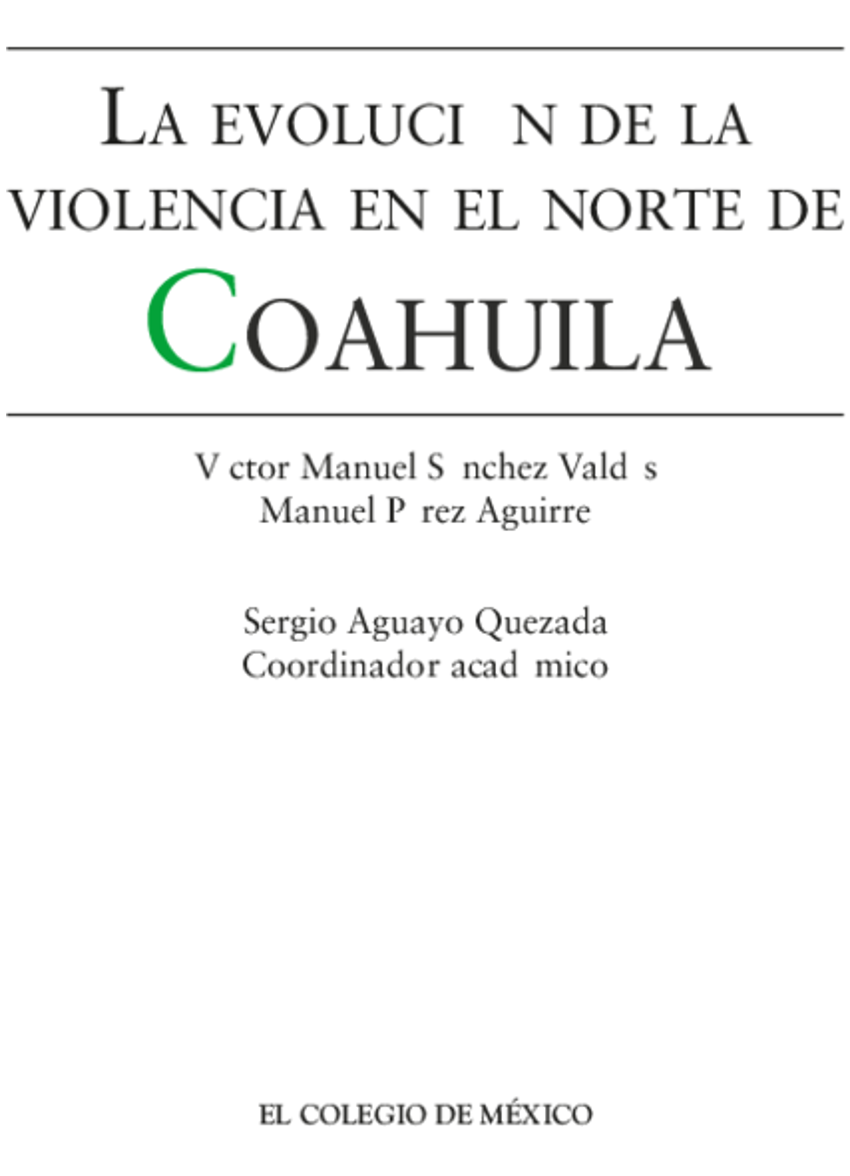 LA EVOLUCI N DE LA
VIOLENCIA EN EL NORTE DE
COAHUILA
V ctor Manuel S nchez Vald s
Manuel P rez Aguirre
Sergio Aguayo Quezada
Coordinador acad mico
EL COLEGIO DE MÉXICO